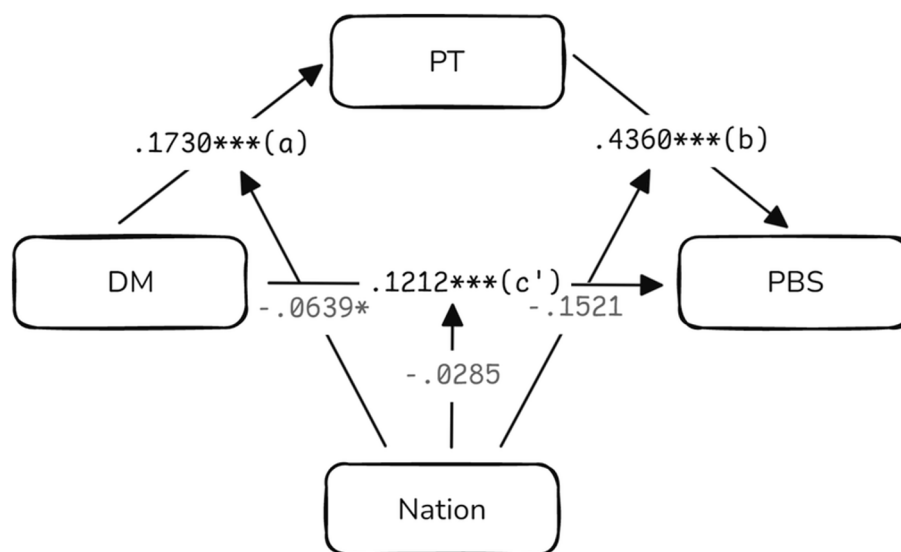 PT
.1730***(a)
.4360***(b)
DM
.1212***(c')
PBS
-.0639*
-.1521
-.0285
Nation